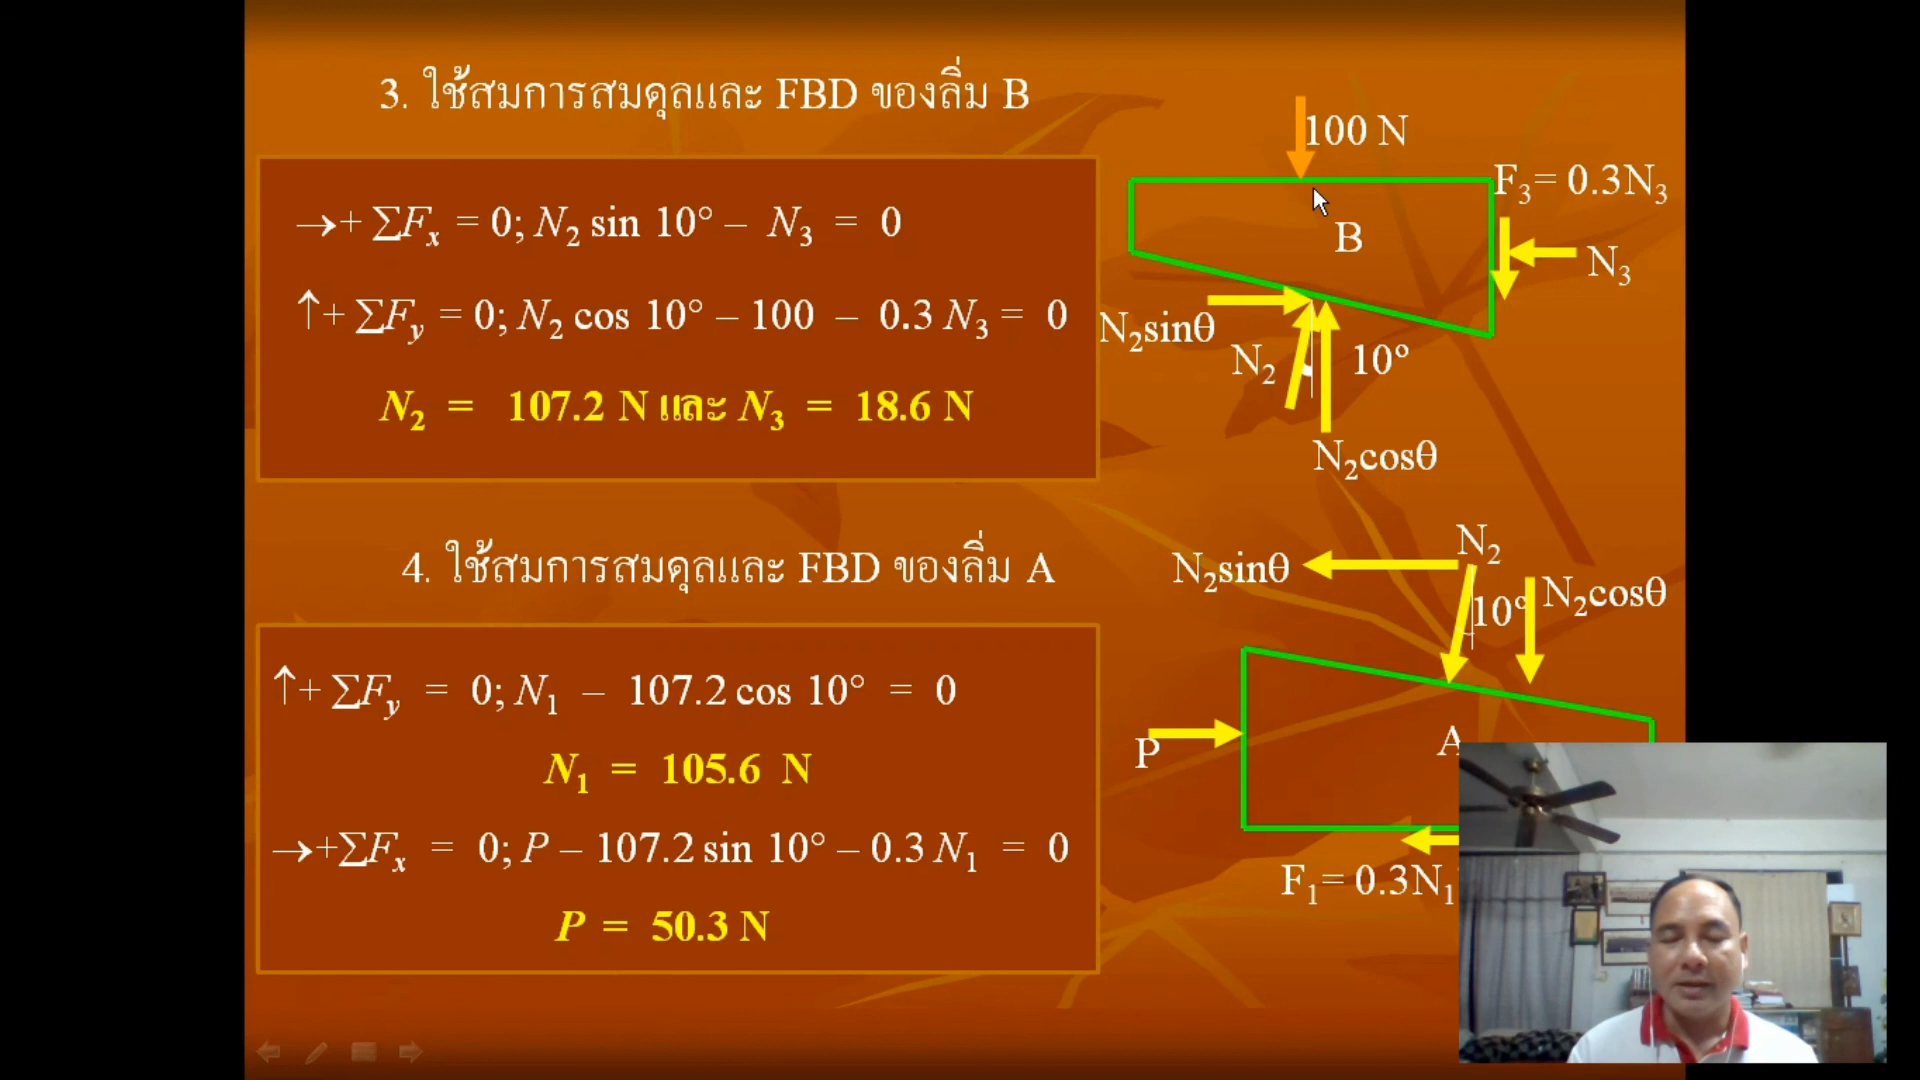 3. ใช้สมการสมดุลและ FBD ของลิ่ม B
→+ ΣFx = 0; N2 sin 10° – N3 = 0
↑+ ΣFy = 0; N2 cos 10° – 100 – 0.3 N3 = 0
N2 = 107.2 N และ N3 = 18.6 N
100 N
F3= 0.3N3
B
N3
N2sinθ
N2
10°
N2cosθ
4. ใช้สมการสมดุลและ FBD ของลิ่ม A
↑+ ΣFy = 0; N1 – 107.2 cos 10° = 0
N1 = 105.6 N
→+ΣFx = 0; P – 107.2 sin 10° – 0.3 N1 = 0
P = 50.3 N
N2
N2sinθ
10°
N2cosθ
P
A
F1= 0.3N1